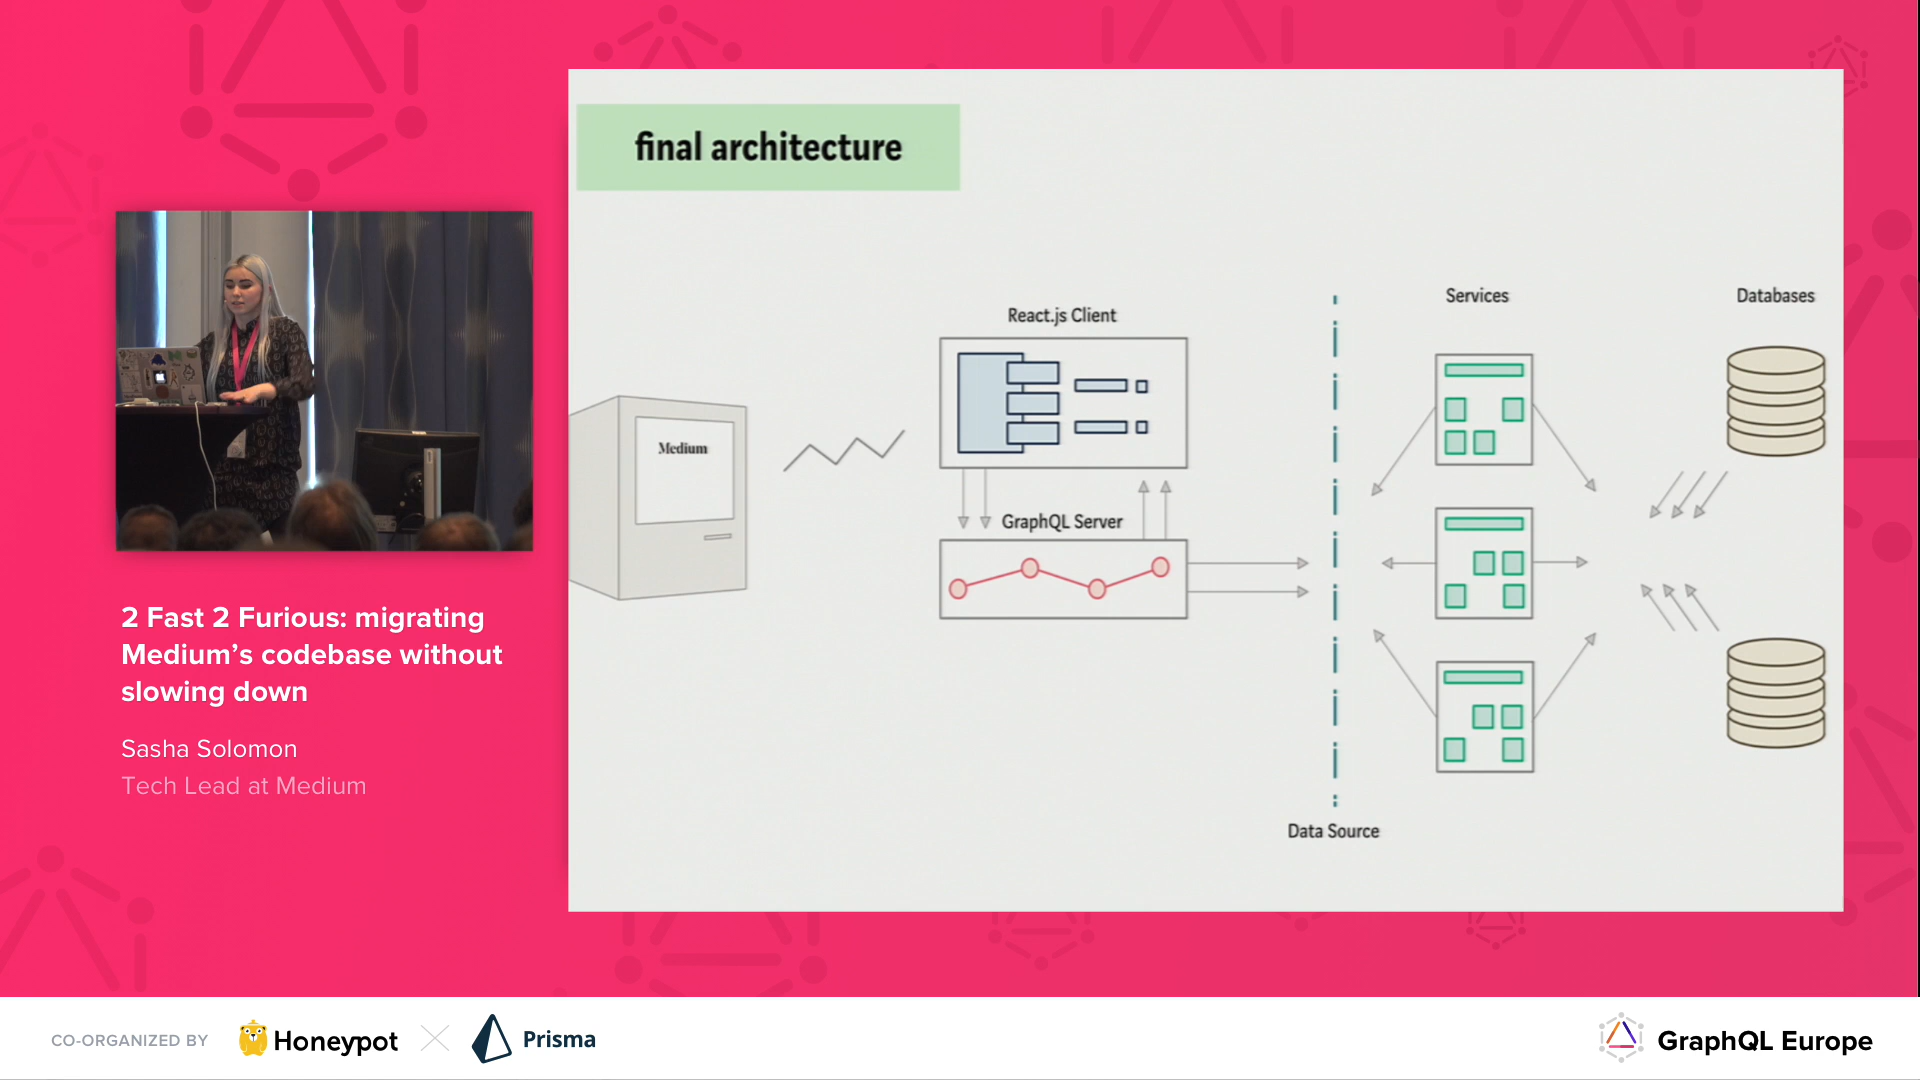 final architecture
React.js Client
Services
Databases
Medium
GraphQL Server
Data Source
2 Fast 2 Furious: migrating
Medium’s codebase without
slowing down
Sasha Solomon
Tech Lead at Medium
CO-ORGANIZED BY
Honeypot
Prisma
GraphQL Europe